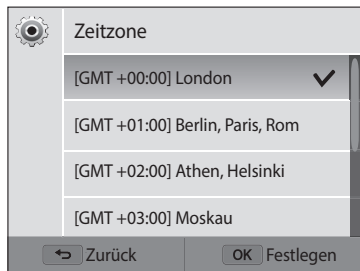 Zeitzone
[GMT +00:00] London
[GMT +01:00] Berlin, Paris, Rom
[GMT +02:00] Athen, Helsinki
[GMT +03:00] Moskau
Zurück OK Festlegen